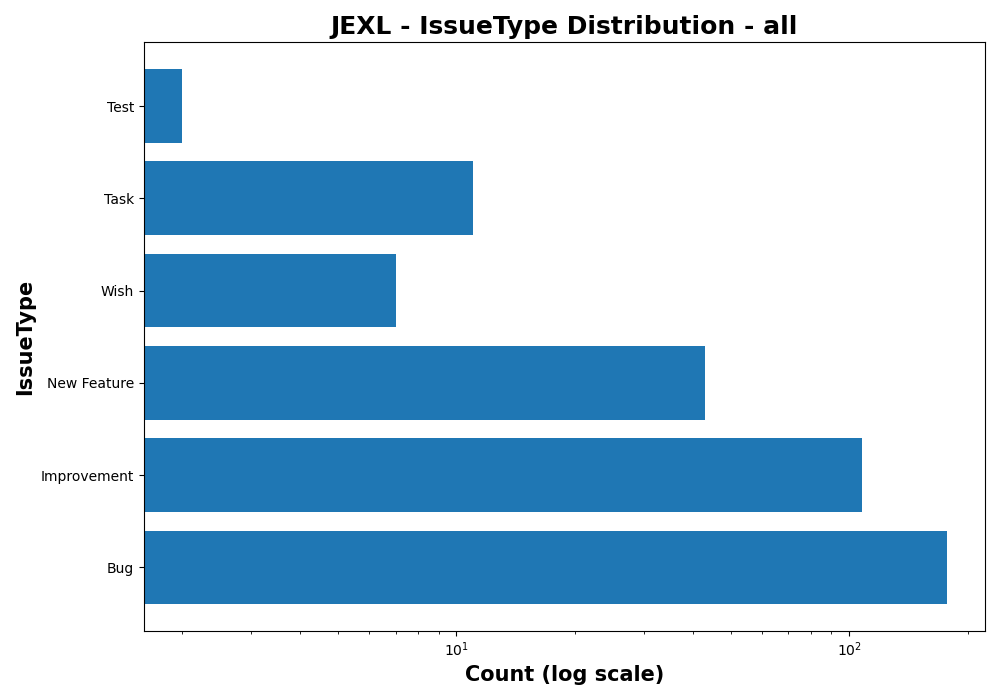 JEXL - IssueType Distribution - all
IssueType
Test
Task
Wish
New Feature
Improvement
Bug
10¹
10²
Count (log scale)